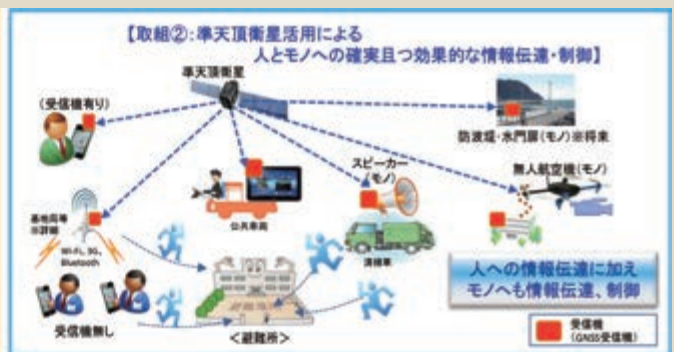 【取組②:準天頂衛星活用による
人とモノへの確実且つ効果的な情報伝達・制御】
準天頂衛星
(受信機有り)
防波堤・水門扉(モノ)※将来
スピーカー
(モノ)
無人航空機(モノ)
基地局等
※詳細
公共車両
Wi-Fi, 3G,
Bluetooth
清掃車
人への情報伝達に加え
モノへも情報伝達、制御
受信機無し
<避難所>
受信機
(GNSS受信機)